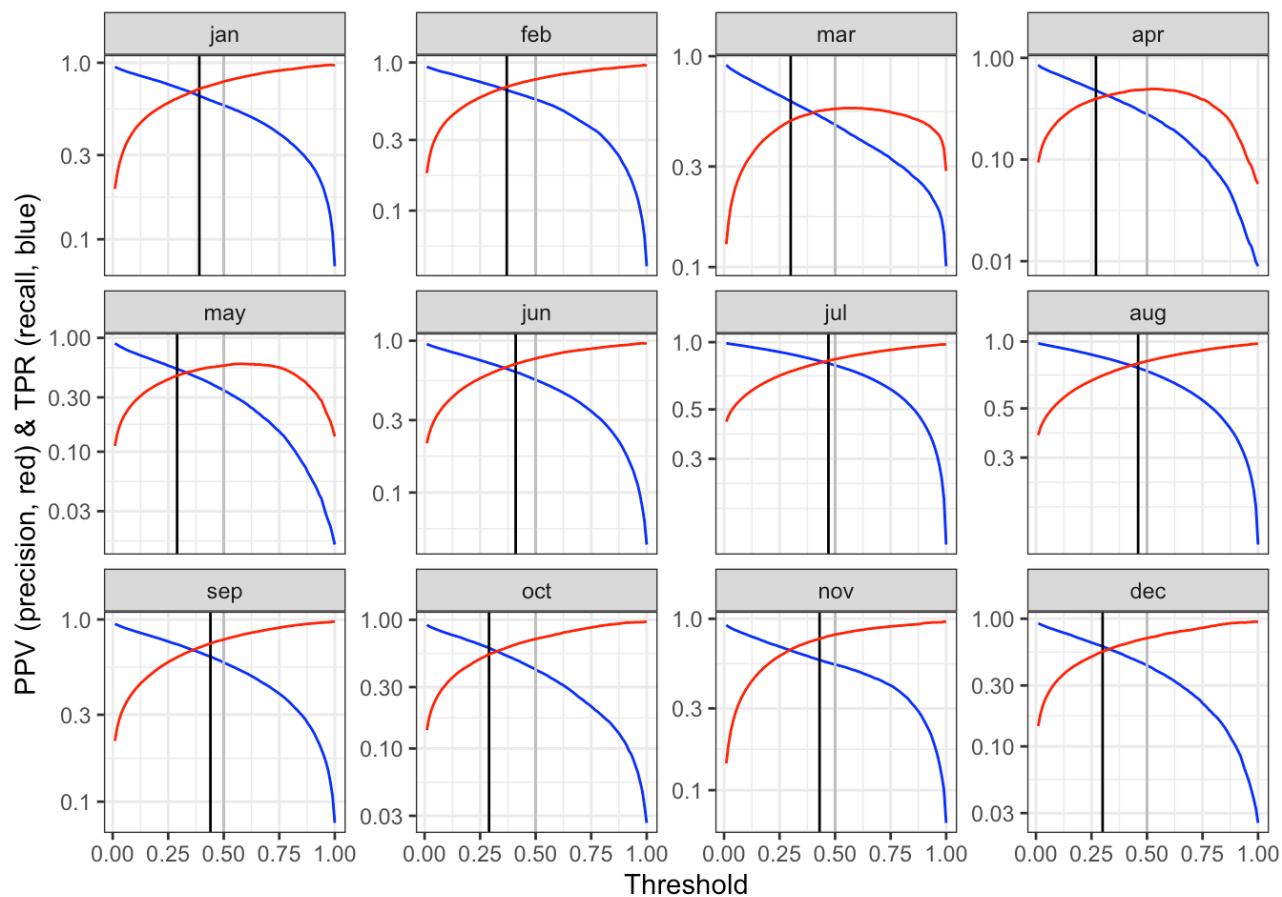 jan
feb
mar
apr
1.0
0.3
0.1
1.0
0.3
0.1
1.0
0.3
0.1
1.00
0.10
0.01
may
jun
jul
aug
1.00
0.30
0.10
0.03
1.0
0.3
0.1
1.0
0.5
0.3
1.0
0.5
0.3
sep
oct
nov
dec
1.0
0.3
0.1
1.00
0.30
0.10
0.03
1.0
0.3
0.1
1.00
0.30
0.10
0.03
0.00 0.25 0.50 0.75 1.00
0.00 0.25 0.50 0.75 1.00
0.00 0.25 0.50 0.75 1.00
0.00 0.25 0.50 0.75 1.00
Threshold
PPV (precision, red) & TPR (recall, blue)